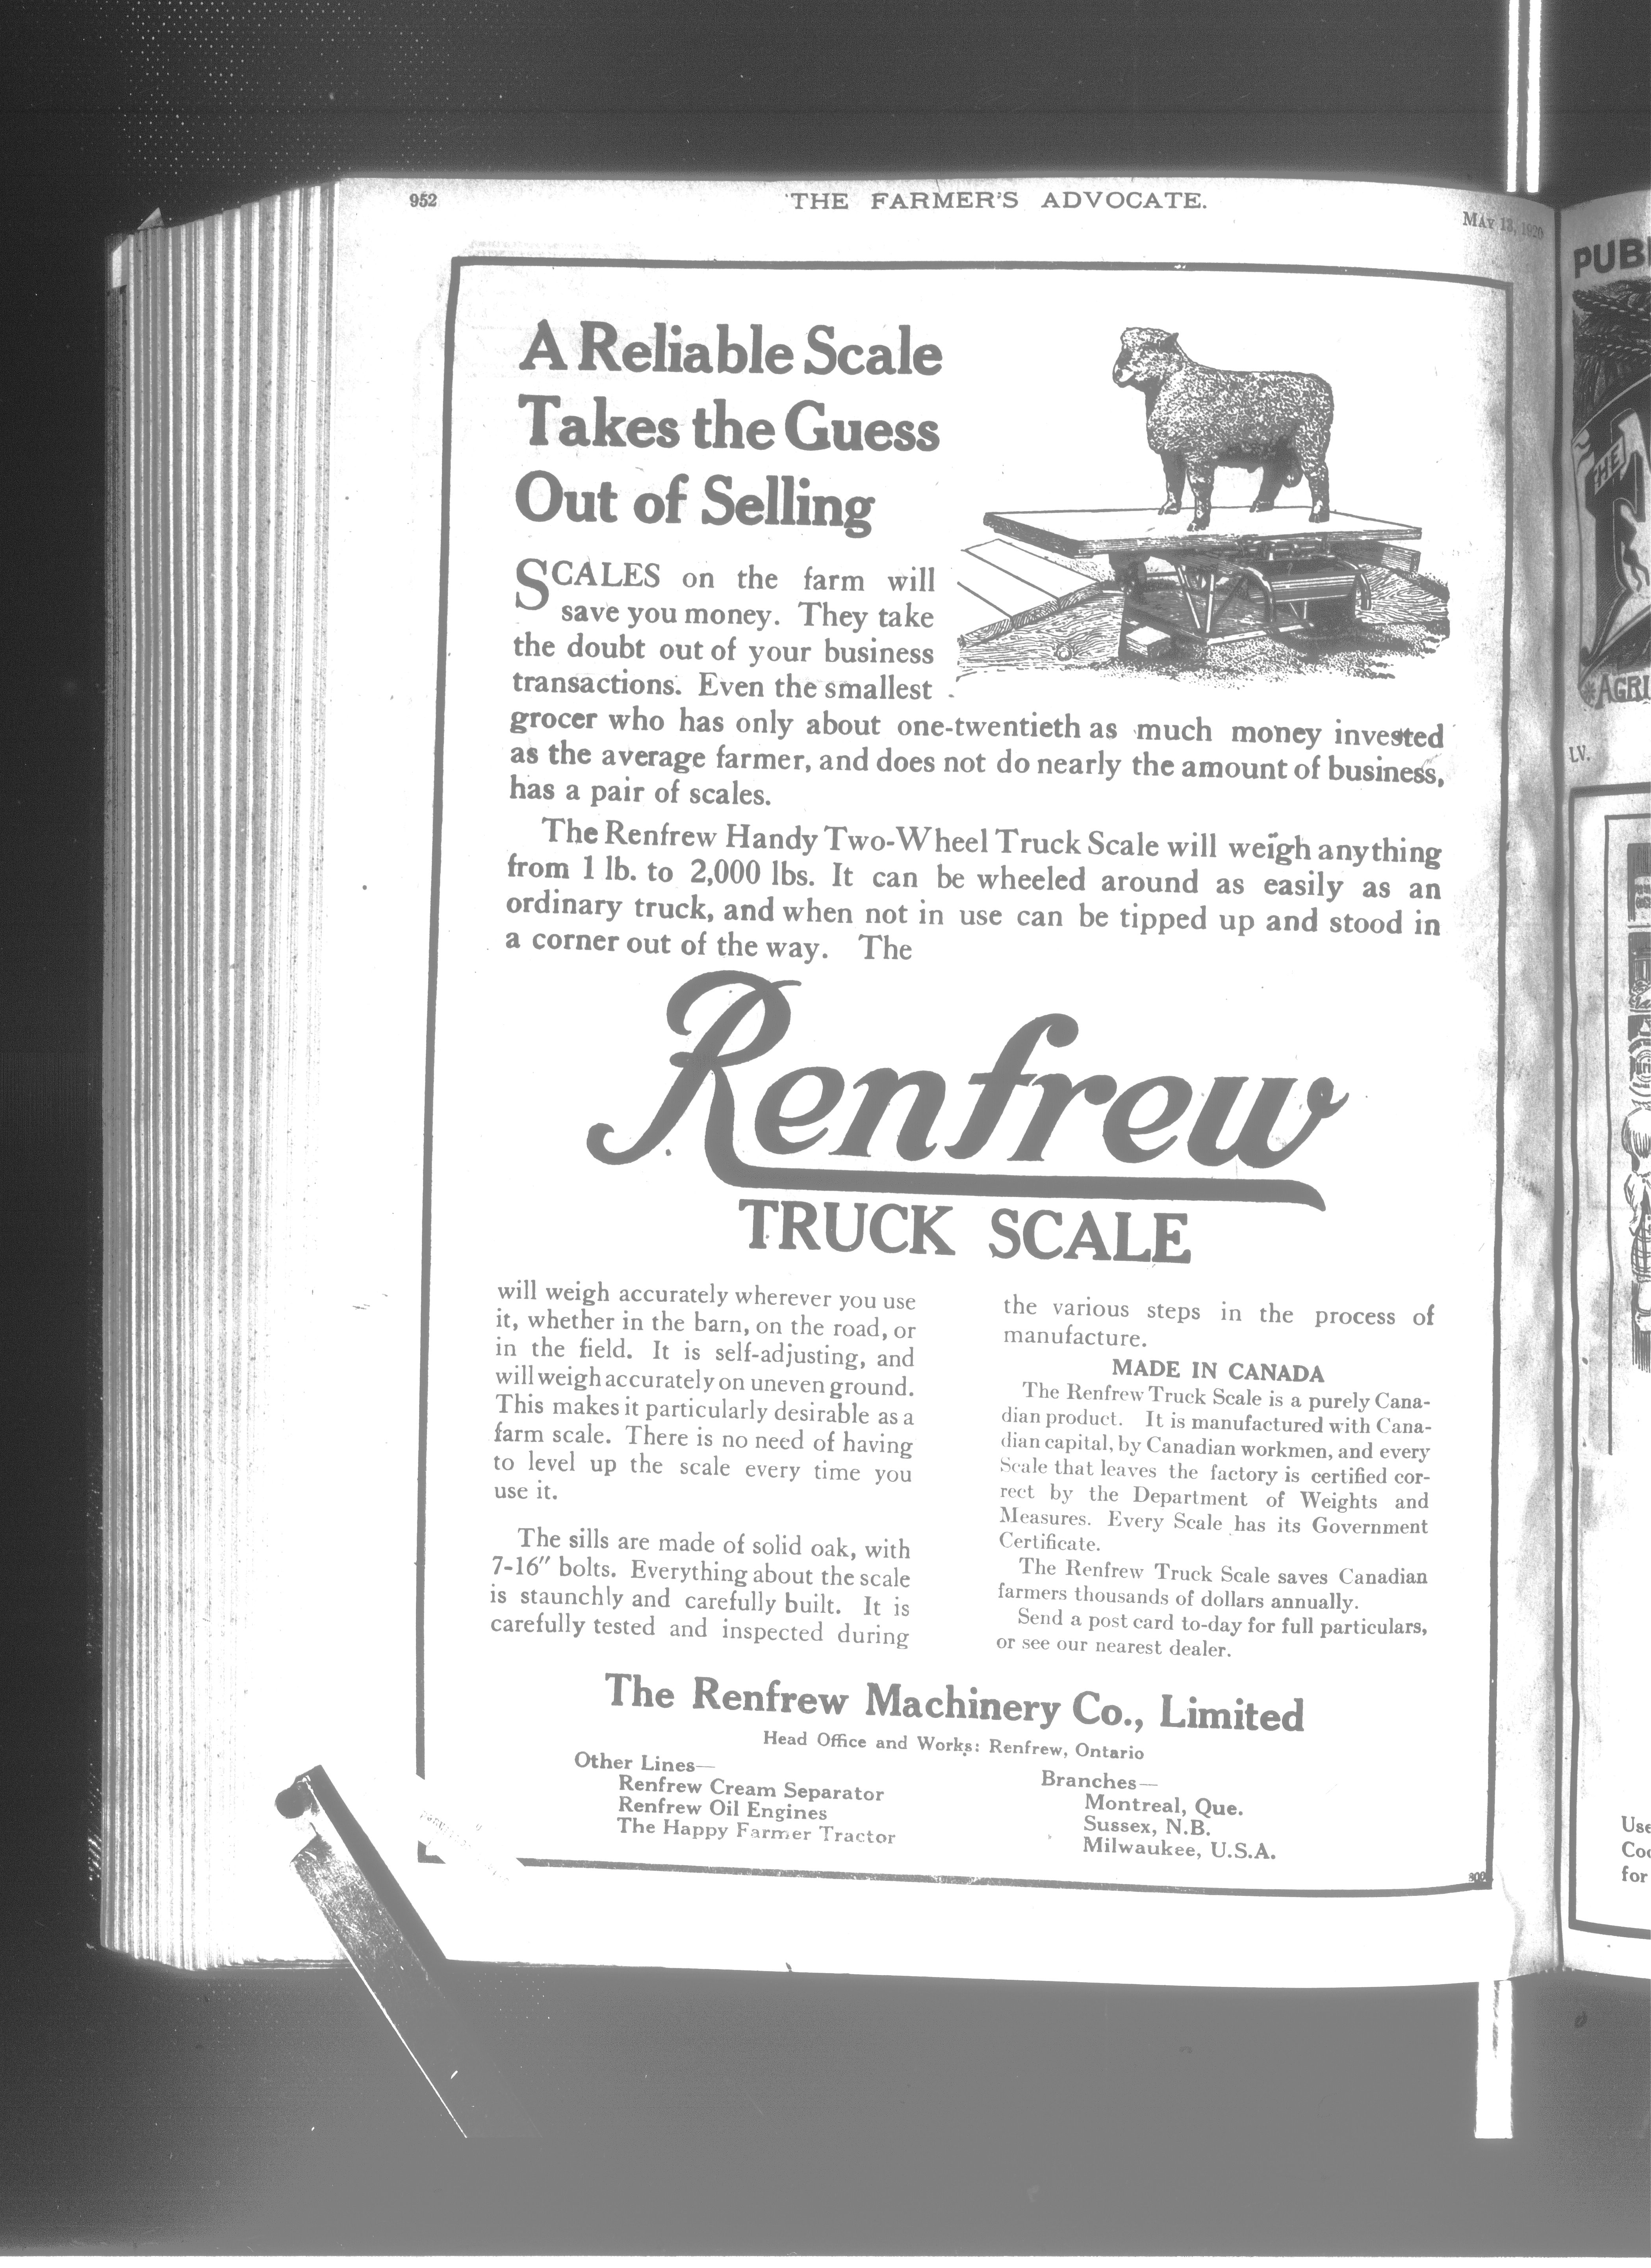 952
THE FARMER'S ADVOCATE.
MAY 13, 1920
A Reliable Scale
Takes the Guess
Out of Selling
SCALES on the farm will
save you money. They take
the doubt out of your business
transactions. Even the smallest
grocer who has only about one-twentieth as much money invested
as the average farmer, and does not do nearly the amount of business,
has a pair of scales.
The Renfrew Handy Two-Wheel Truck Scale will weigh anything
from 1 lb. to 2,000 lbs. It can be wheeled around as easily as an
ordinary truck, and when not in use can be tipped up and stood in
a corner out of the way. The
Renfrew
TRUCK SCALE
will weigh accurately wherever you use
it, whether in the barn, on the road, or
in the field. It is self-adjusting, and
will weigh accurately on uneven ground.
This makes it particularly desirable as a
farm scale. There is no need of having
to level up the scale every time you
use it.
The sills are made of solid oak, with
7-16" bolts. Everything about the scale
is staunchly and carefully built. It is
carefully tested and inspected during
the various steps in the process of
manufacture.
MADE IN CANADA
The Renfrew Truck Scale is a purely Cana-
dian product. It is manufactured with Cana-
dian capital, by Canadian workmen, and every
Scale that leaves the factory is certified cor-
rect by the Department of Weights and
Measures. Every Scale has its Government
Certificate.
The Renfrew Truck Scale saves Canadian
farmers thousands of dollars annually.
Send a post card to-day for full particulars,
or see our nearest dealer.
The Renfrew Machinery Co., Limited
Head Office and Works: Renfrew, Ontario
Other Lines—
Renfrew Cream Separator
Renfrew Oil Engines
The Happy Farmer Tractor
Branches—
Montreal, Que.
Sussex, N.B.
Milwaukee, U.S.A.
PUB
THE
AGRI
LV.
Use
Coo
for